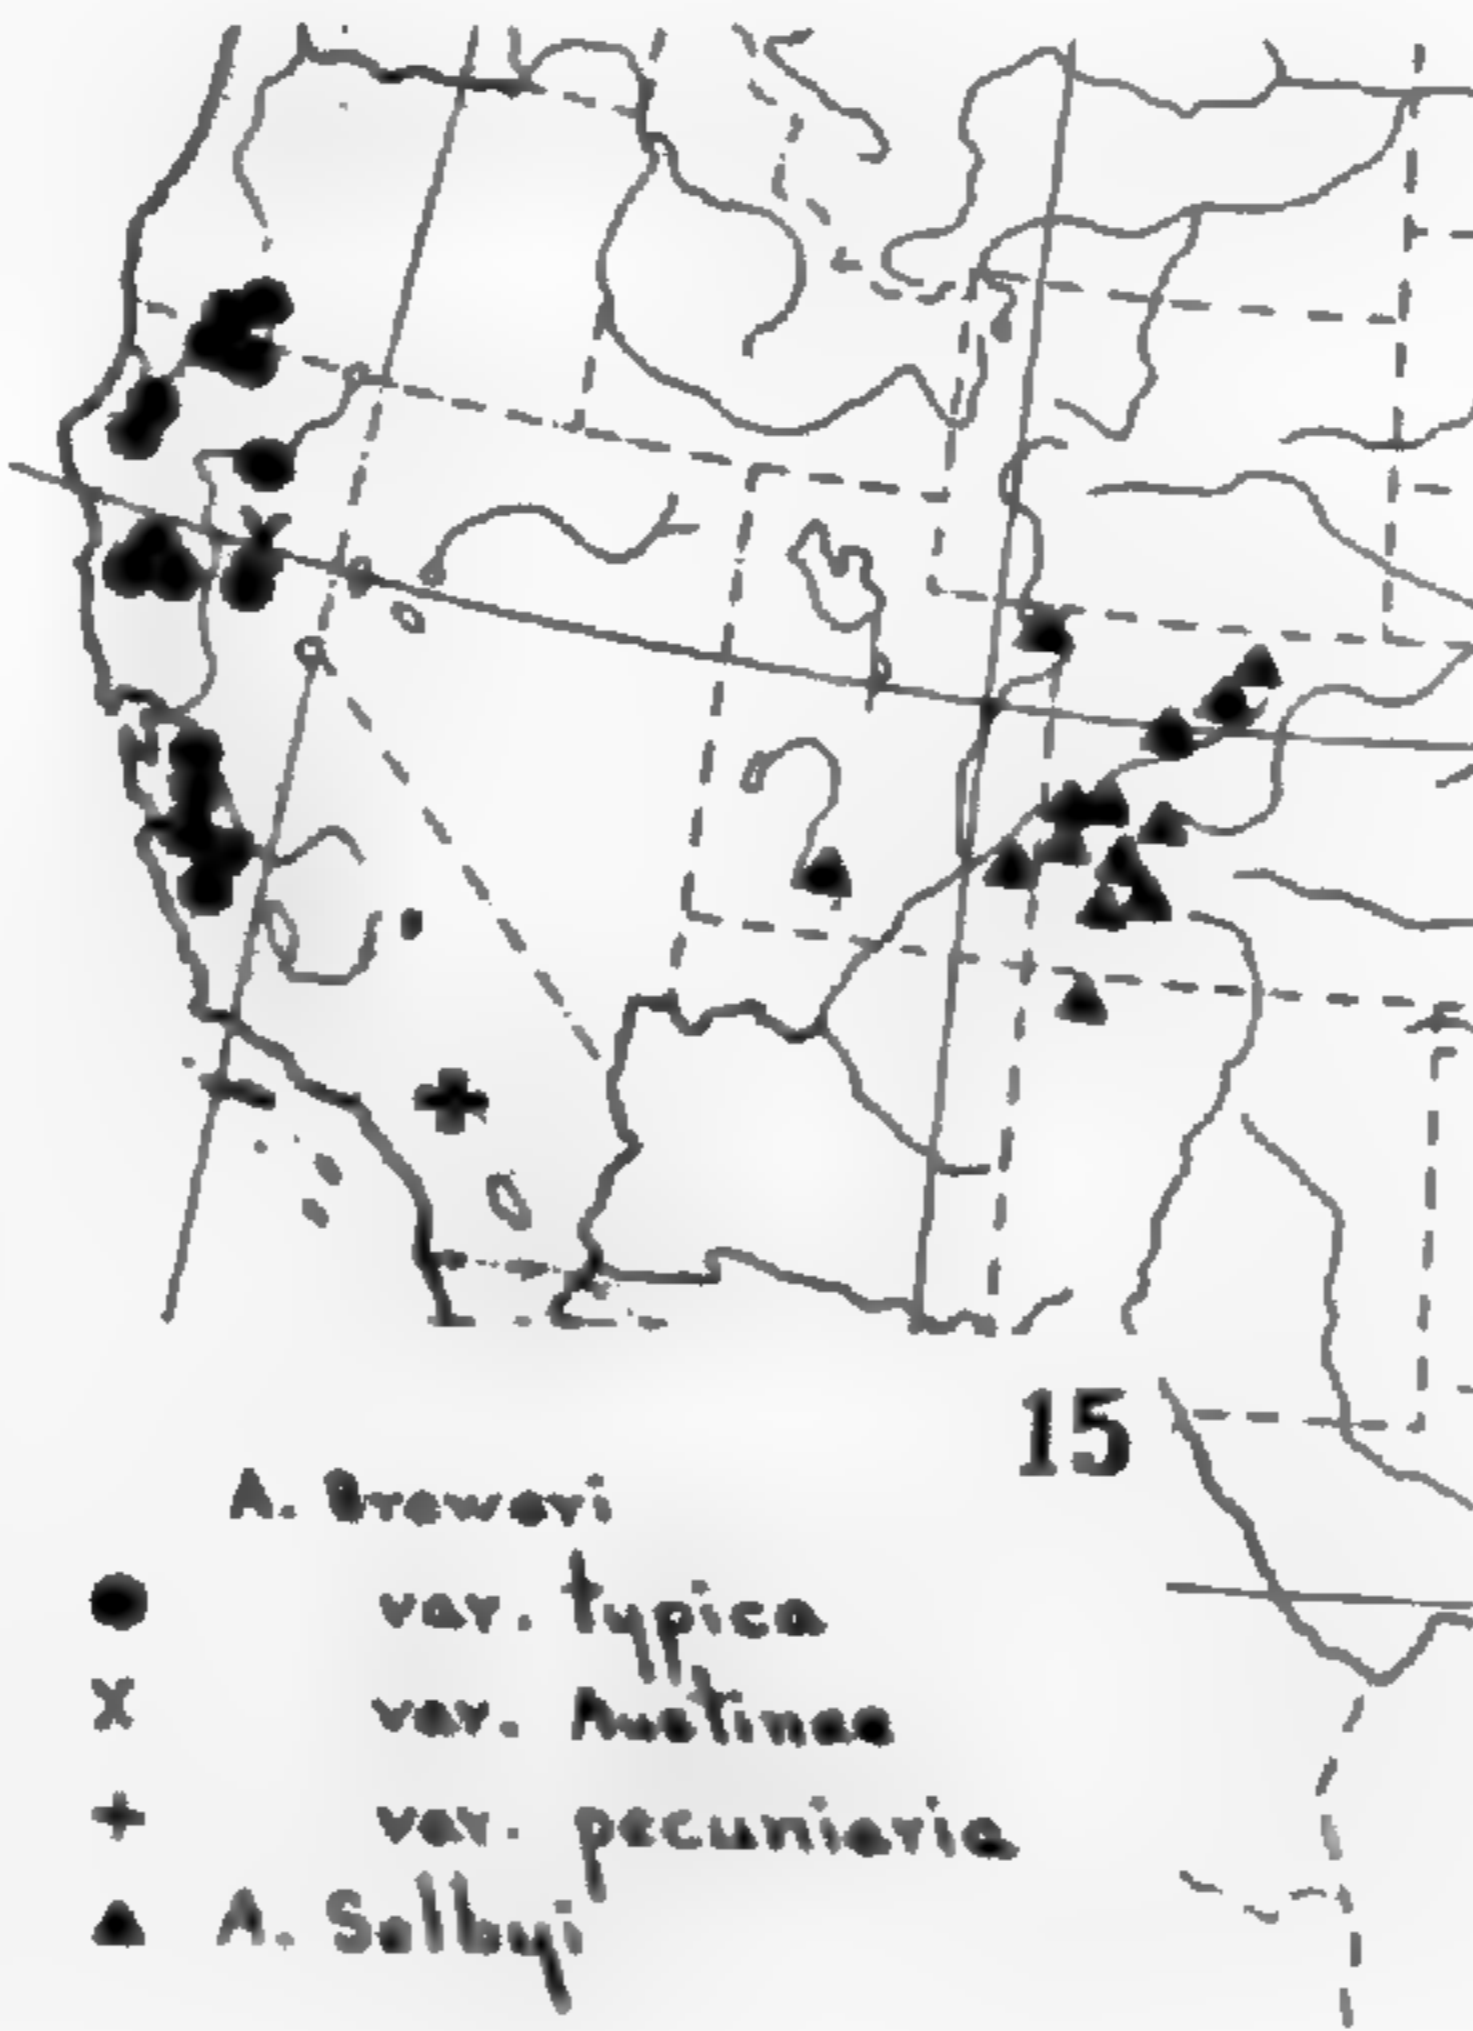 15
A. Breweri
● var. typica
x var. Austinae
+ var. pecuniaria
▲ A. Selbyi